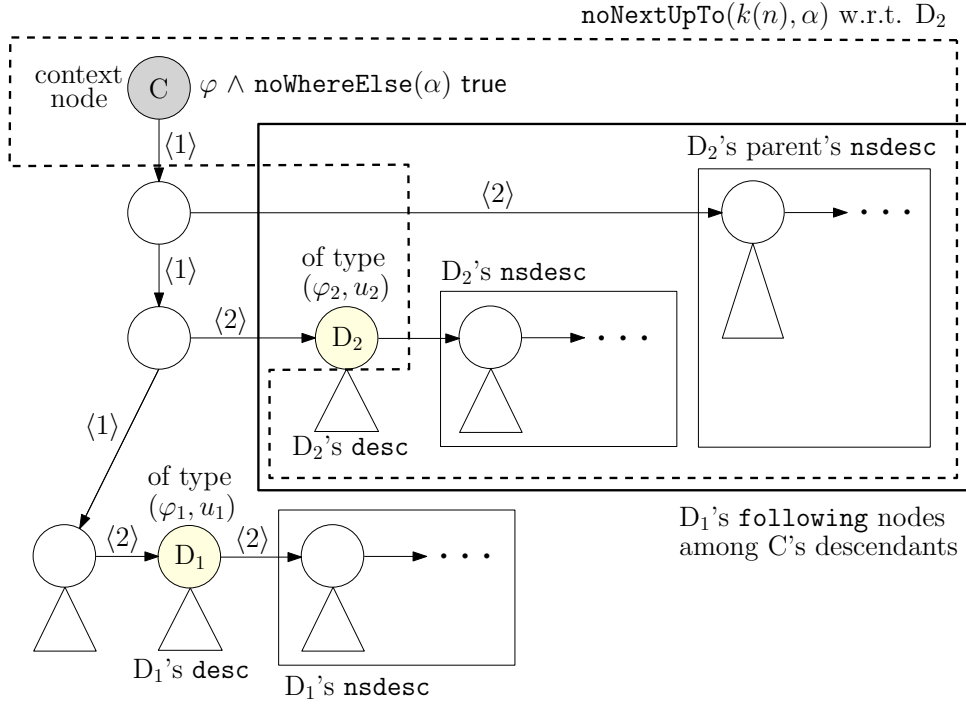 noNextUpTo(k(n), α) w.r.t. D₂
context
node
C
φ ∧ noWhereElse(α) true
⟨1⟩
D₂'s parent's nsdesc
⟨2⟩
· · ·
⟨1⟩
of type
(φ₂, u₂)
D₂'s nsdesc
⟨2⟩
D₂
· · ·
⟨1⟩
D₂'s desc
of type
(φ₁, u₁)
D₁'s following nodes
among C's descendants
⟨2⟩
D₁
⟨2⟩
· · ·
D₁'s desc
D₁'s nsdesc